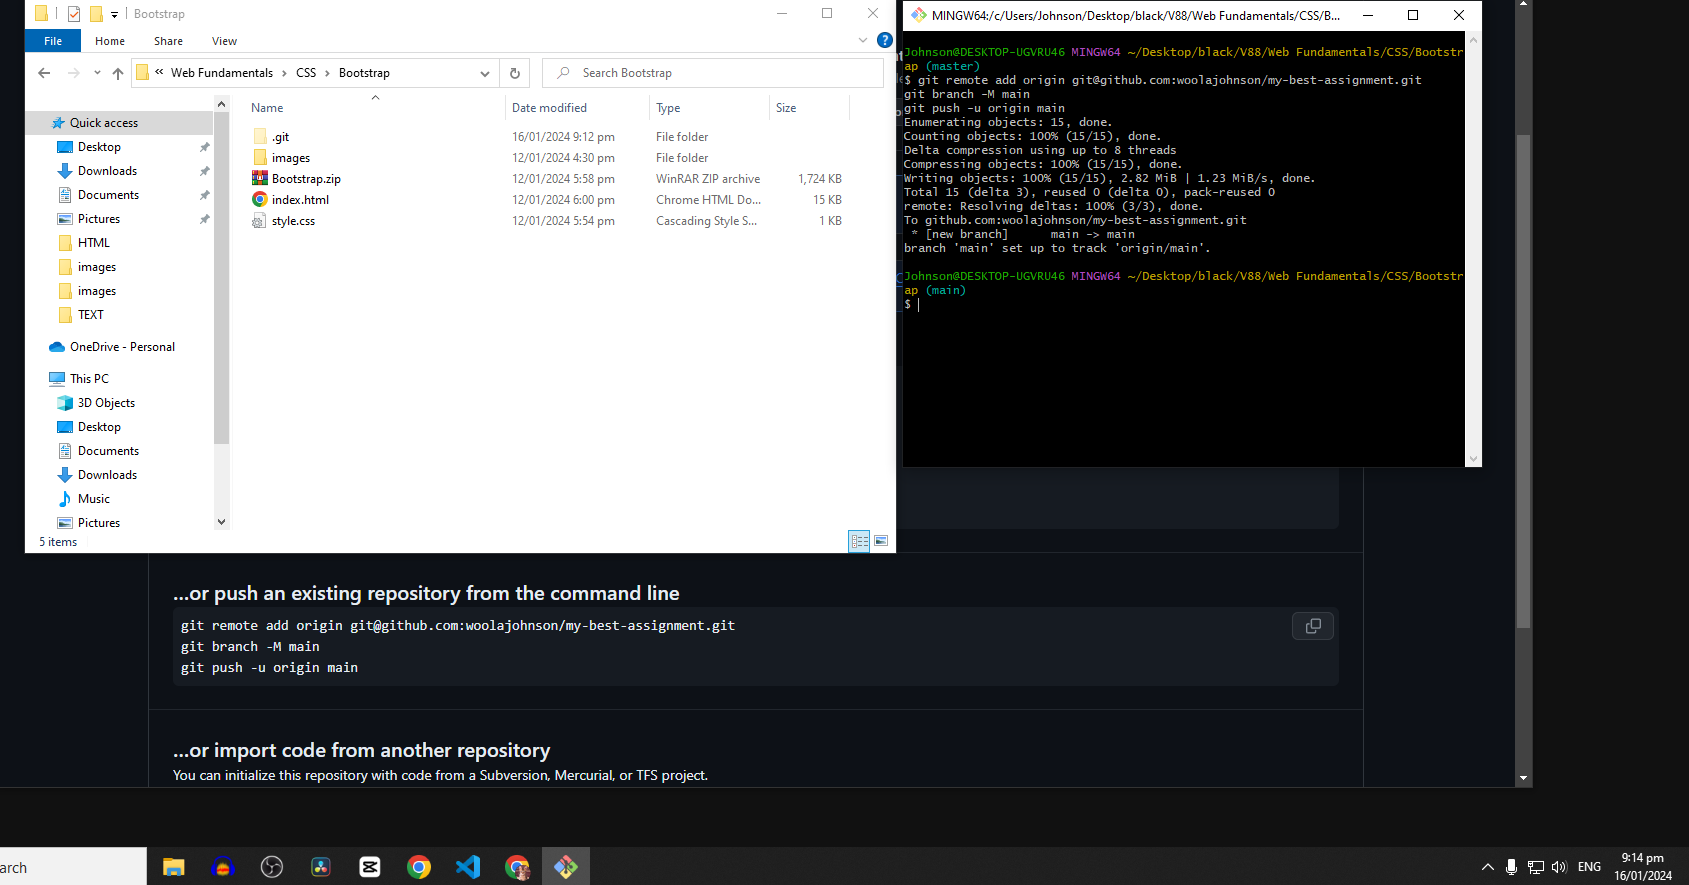 Bootstrap
File
Home
Share
View
« Web Fundamentals > CSS > Bootstrap
Search Bootstrap
Name
Date modified
Type
Size
Quick access
Desktop
Downloads
Documents
Pictures
HTML
images
images
TEXT
OneDrive - Personal
This PC
3D Objects
Desktop
Documents
Downloads
Music
Pictures
.git 16/01/2024 9:12 pm File folder
images 12/01/2024 4:30 pm File folder
Bootstrap.zip 12/01/2024 5:58 pm WinRAR ZIP archive 1,724 KB
index.html 12/01/2024 6:00 pm Chrome HTML Do... 15 KB
style.css 12/01/2024 5:54 pm Cascading Style S... 1 KB
5 items
MINGW64:/c/Users/Johnson/Desktop/black/V88/Web Fundamentals/CSS/B...
Johnson@DESKTOP-UGVRU46 MINGW64 ~/Desktop/black/V88/Web Fundamentals/CSS/Bootstr
ap (master)
$ git remote add origin git@github.com:woolajohnson/my-best-assignment.git
git branch -M main
git push -u origin main
Enumerating objects: 15, done.
Counting objects: 100% (15/15), done.
Delta compression using up to 8 threads
Compressing objects: 100% (15/15), done.
Writing objects: 100% (15/15), 2.82 MiB | 1.23 MiB/s, done.
Total 15 (delta 3), reused 0 (delta 0), pack-reused 0
remote: Resolving deltas: 100% (3/3), done.
To github.com:woolajohnson/my-best-assignment.git
* [new branch]      main -> main
branch 'main' set up to track 'origin/main'.
Johnson@DESKTOP-UGVRU46 MINGW64 ~/Desktop/black/V88/Web Fundamentals/CSS/Bootstr
ap (main)
$
...or push an existing repository from the command line
git remote add origin git@github.com:woolajohnson/my-best-assignment.git
git branch -M main
git push -u origin main
...or import code from another repository
You can initialize this repository with code from a Subversion, Mercurial, or TFS project.
arch
ENG
9:14 pm
16/01/2024